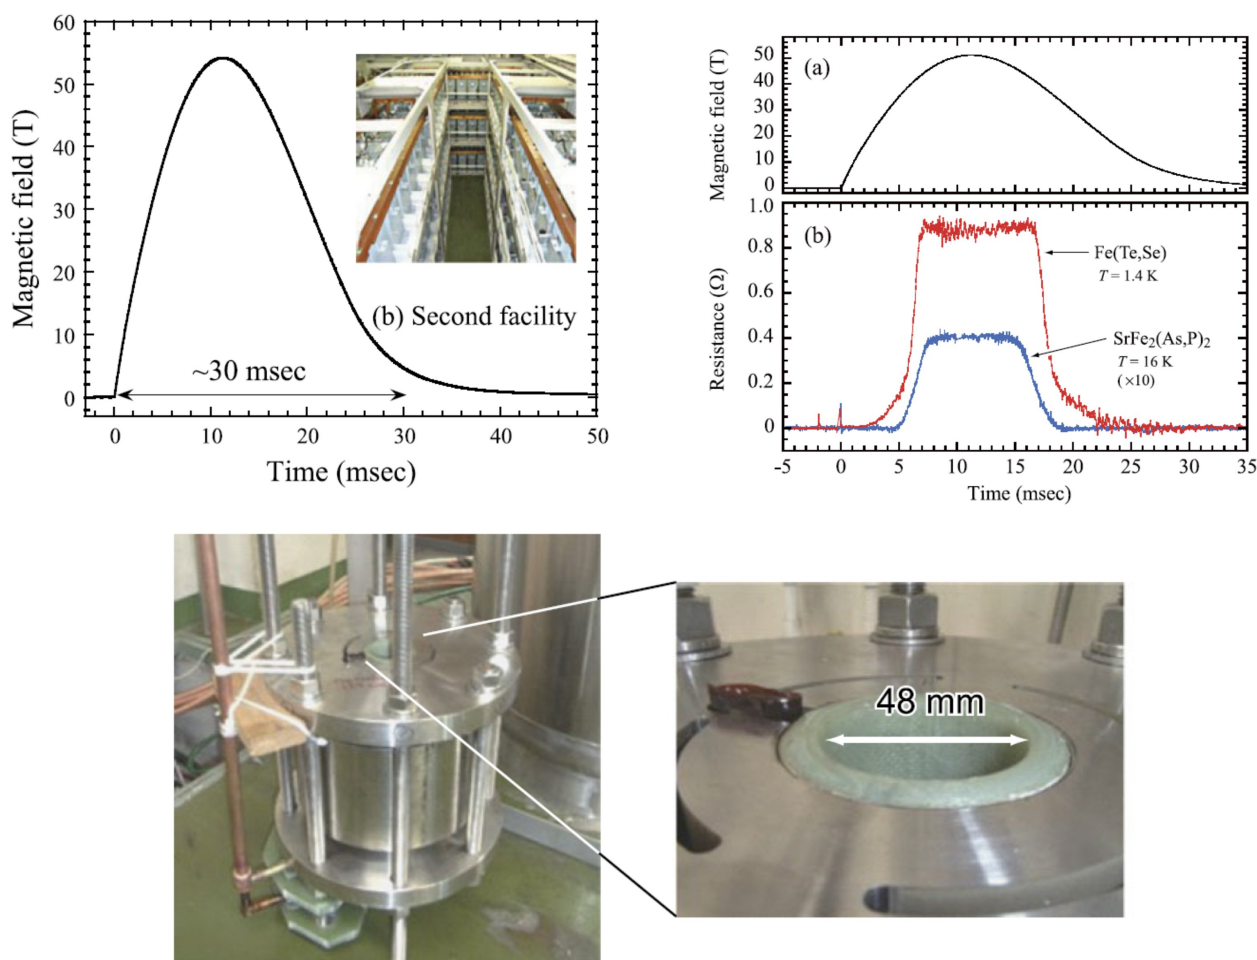 60
50
40
30
20
10
0
Magnetic field (T)
(b) Second facility
~30 msec
0 10 20 30 40 50
Time (msec)
50
40
30
20
10
0
Magnetic field (T)
(a)
1.0
0.8
0.6
0.4
0.2
0
Resistance (Ω)
(b)
Fe(Te,Se)
T = 1.4 K
SrFe₂(As,P)₂
T = 16 K
(×10)
-5 0 5 10 15 20 25 30 35
Time (msec)
48 mm